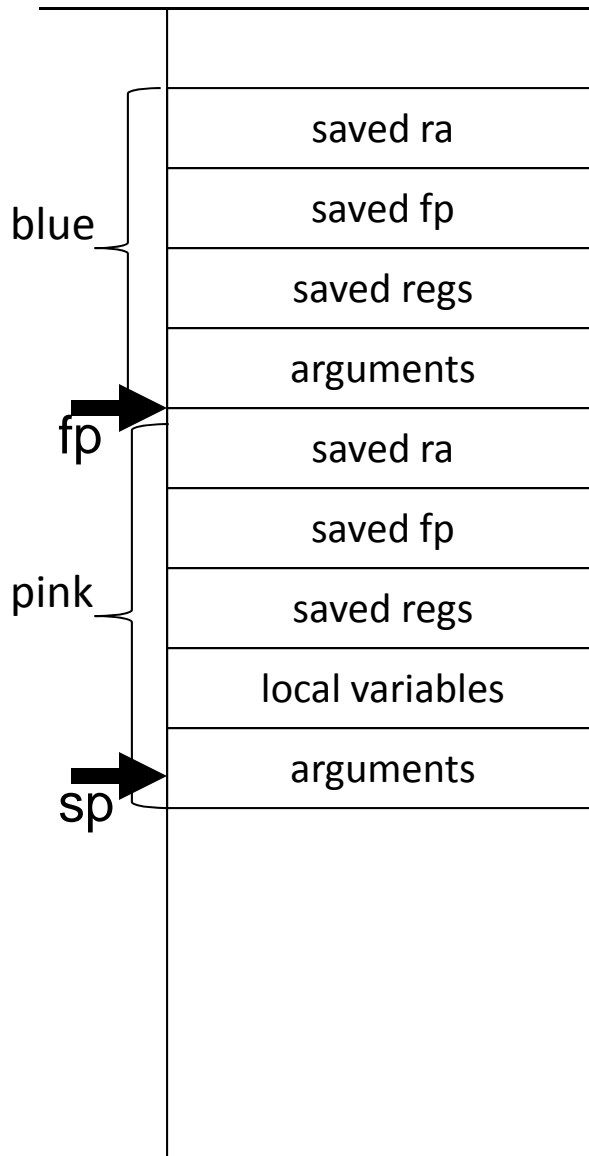 saved ra
saved fp
blue
saved regs
arguments
fp
saved ra
saved fp
pink
saved regs
local variables
arguments
sp